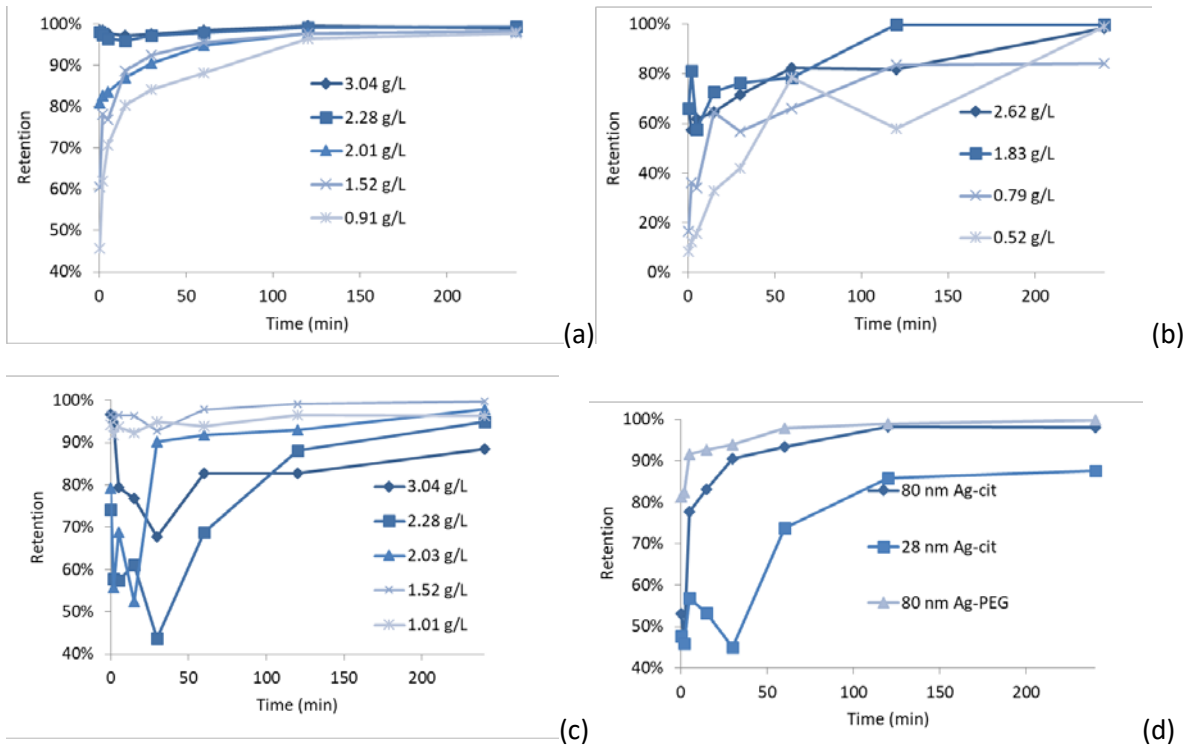 100%
90%
80%
70%
60%
50%
40%
Retention
0 50 100 150 200
Time (min)
3.04 g/L
2.28 g/L
2.01 g/L
1.52 g/L
0.91 g/L
(a)
100%
80%
60%
40%
20%
0%
Retention
0 50 100 150 200
Time (min)
2.62 g/L
1.83 g/L
0.79 g/L
0.52 g/L
(b)
100%
90%
80%
70%
60%
50%
40%
Retention
0 50 100 150 200
Time (min)
3.04 g/L
2.28 g/L
2.03 g/L
1.52 g/L
1.01 g/L
(c)
100%
90%
80%
70%
60%
50%
40%
Retention
0 50 100 150 200
Time (min)
80 nm Ag-cit
28 nm Ag-cit
80 nm Ag-PEG
(d)